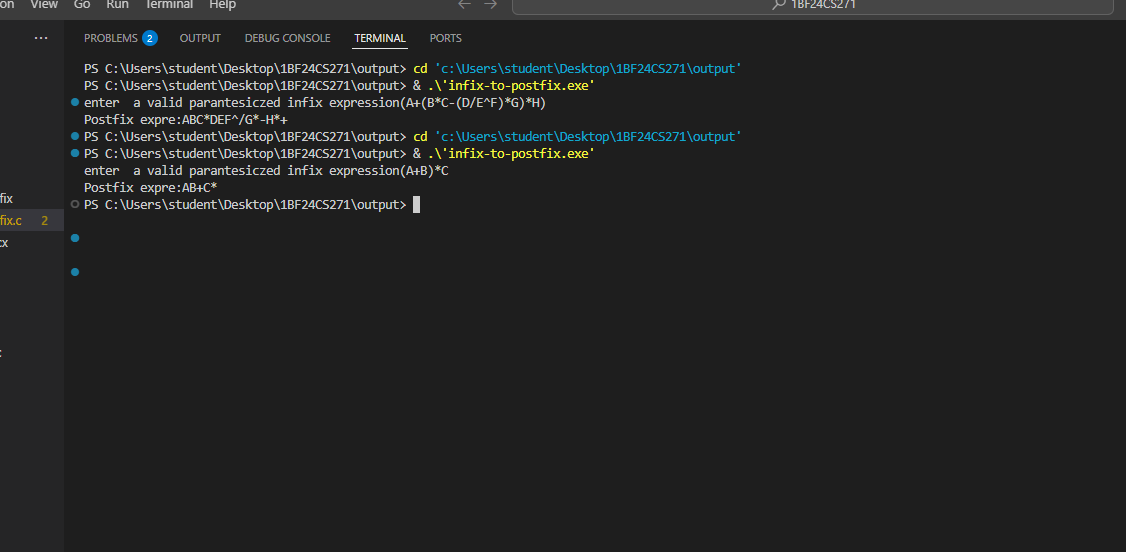 on View Go Run Terminal Help ← → 1BF24CS271
... PROBLEMS 2 OUTPUT DEBUG CONSOLE TERMINAL PORTS
PS C:\Users\student\Desktop\1BF24CS271\output> cd 'c:\Users\student\Desktop\1BF24CS271\output'
PS C:\Users\student\Desktop\1BF24CS271\output> & .\'infix-to-postfix.exe'
enter  a valid parantesiczed infix expression(A+(B*C-(D/E^F)*G)*H)
Postfix expre:ABC*DEF^/G*-H*+
PS C:\Users\student\Desktop\1BF24CS271\output> cd 'c:\Users\student\Desktop\1BF24CS271\output'
PS C:\Users\student\Desktop\1BF24CS271\output> & .\'infix-to-postfix.exe'
enter  a valid parantesiczed infix expression(A+B)*C
Postfix expre:AB+C*
PS C:\Users\student\Desktop\1BF24CS271\output>
fix
fix.c 2
cx